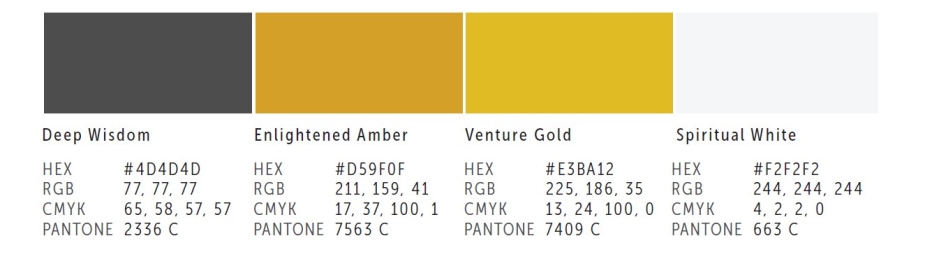 Deep Wisdom
HEX #4D4D4D
RGB 77, 77, 77
CMYK 65, 58, 57, 57
PANTONE 2336 C
Enlightened Amber
HEX #D59F0F
RGB 211, 159, 41
CMYK 17, 37, 100, 1
PANTONE 7563 C
Venture Gold
HEX #E3BA12
RGB 225, 186, 35
CMYK 13, 24, 100, 0
PANTONE 7409 C
Spiritual White
HEX #F2F2F2
RGB 244, 244, 244
CMYK 4, 2, 2, 0
PANTONE 663 C